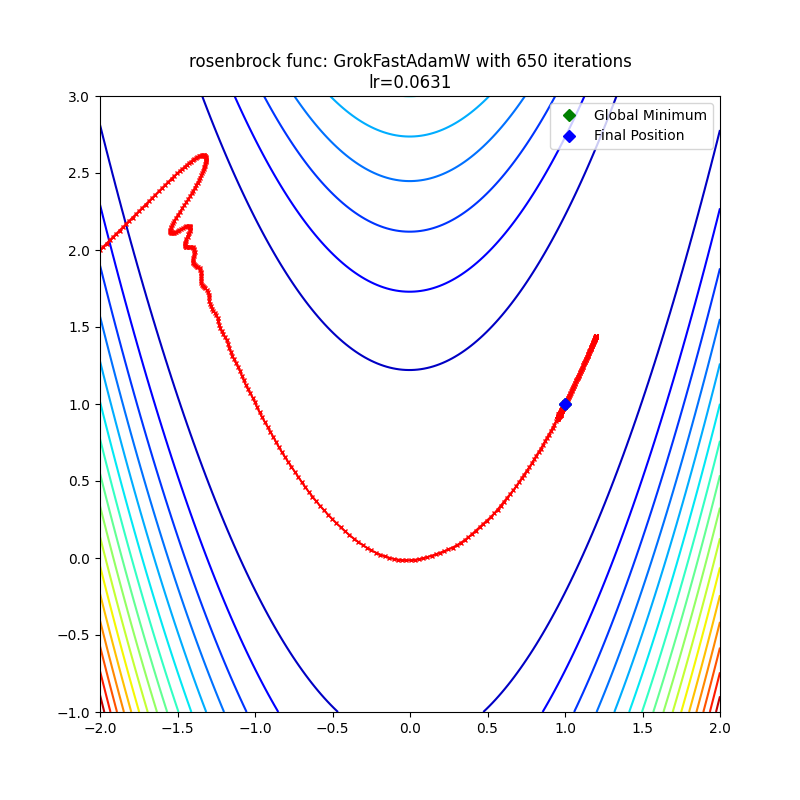 rosenbrock func: GrokFastAdamW with 650 iterations
lr=0.0631
Global Minimum
Final Position
3.0
2.5
2.0
1.5
1.0
0.5
0.0
−0.5
−1.0
−2.0 −1.5 −1.0 −0.5 0.0 0.5 1.0 1.5 2.0